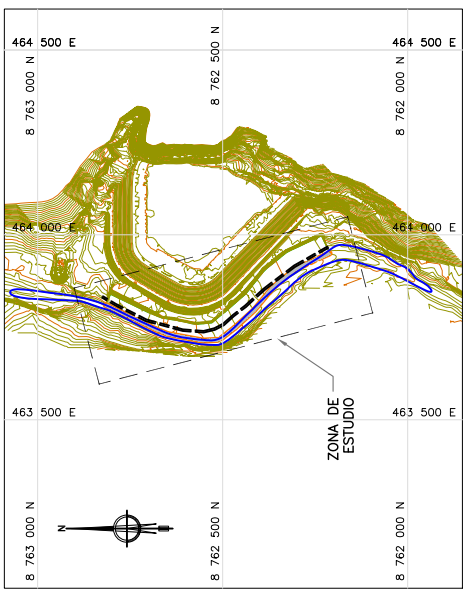 464 500 E
464 500 E
8 763 000 N
8 762 500 N
8 762 000 N
464 000 E
464 000 E
463 500 E
463 500 E
ZONA DE
ESTUDIO
N
8 763 000 N
8 762 500 N
8 762 000 N